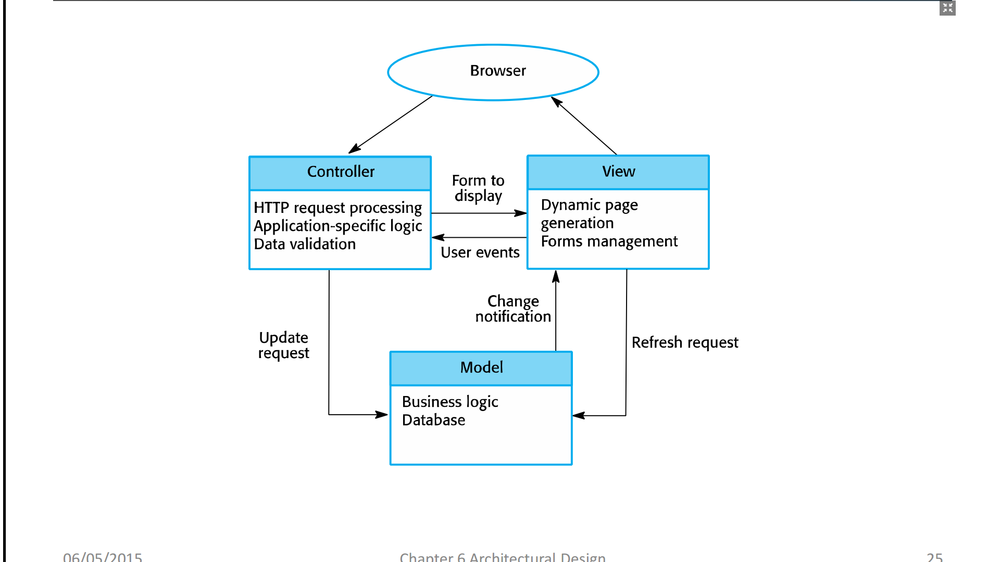 Browser
Controller
HTTP request processing
Application-specific logic
Data validation
Form to
display
User events
View
Dynamic page
generation
Forms management
Change
notification
Update
request
Refresh request
Model
Business logic
Database
06/05/2015
Chapter 6 Architectural Design
25